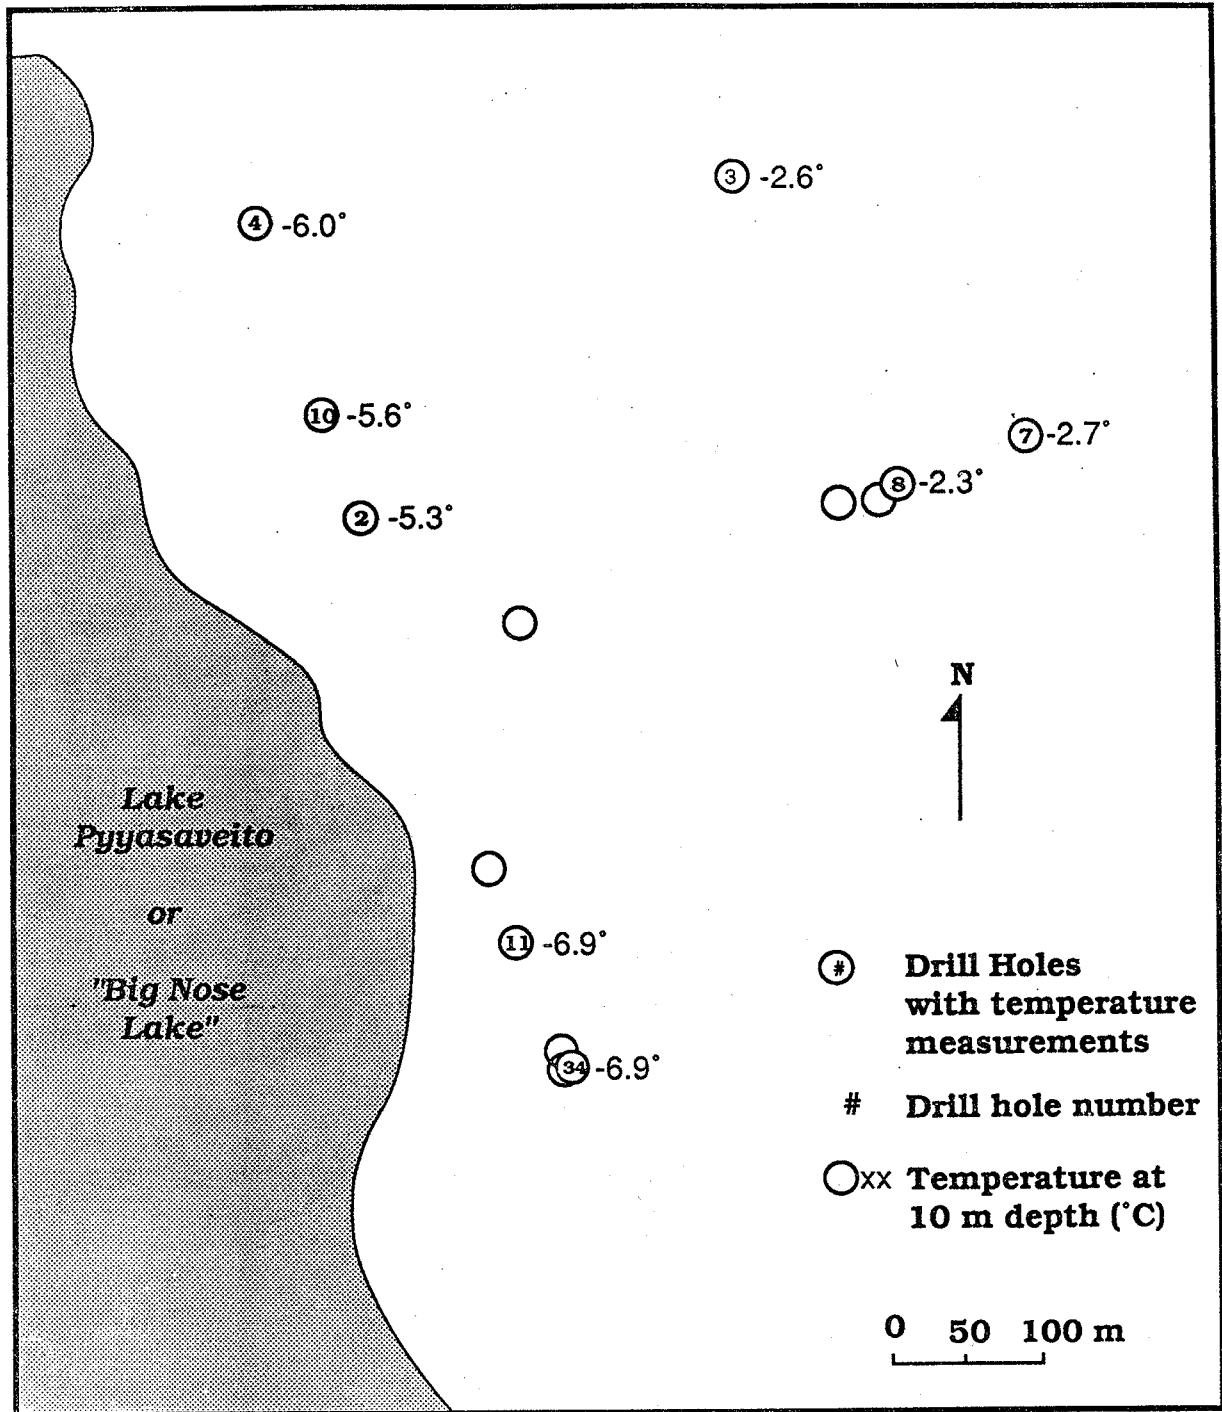 3 -2.6°
4 -6.0°
10 -5.6°
7 -2.7°
8 -2.3°
2 -5.3°
N
Lake
Pyyasaveito
or
"Big Nose
Lake"
11 -6.9°
34 -6.9°
# Drill Holes
with temperature
measurements
# Drill hole number
xx Temperature at
10 m depth (°C)
0 50 100 m